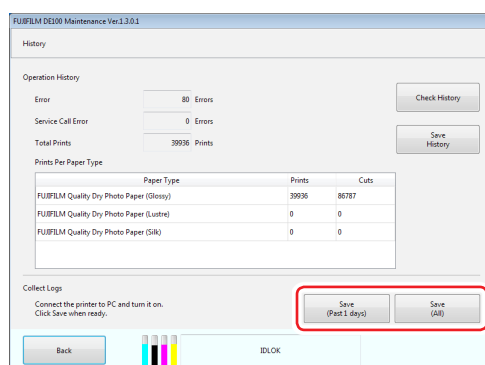 FUJIFILM DE100 Maintenance Ver.1.3.0.1
History
Operation History
Error 80 Errors
Check History
Service Call Error 0 Errors
Save
History
Total Prints 39936 Prints
Prints Per Paper Type
Paper Type Prints Cuts
FUJIFILM Quality Dry Photo Paper (Glossy) 39936 86787
FUJIFILM Quality Dry Photo Paper (Lustre) 0 0
FUJIFILM Quality Dry Photo Paper (Silk) 0 0
Collect Logs
Connect the printer to PC and turn it on.
Click Save when ready.
Save
(Past 1 days)
Save
(All)
Back
IDLOK